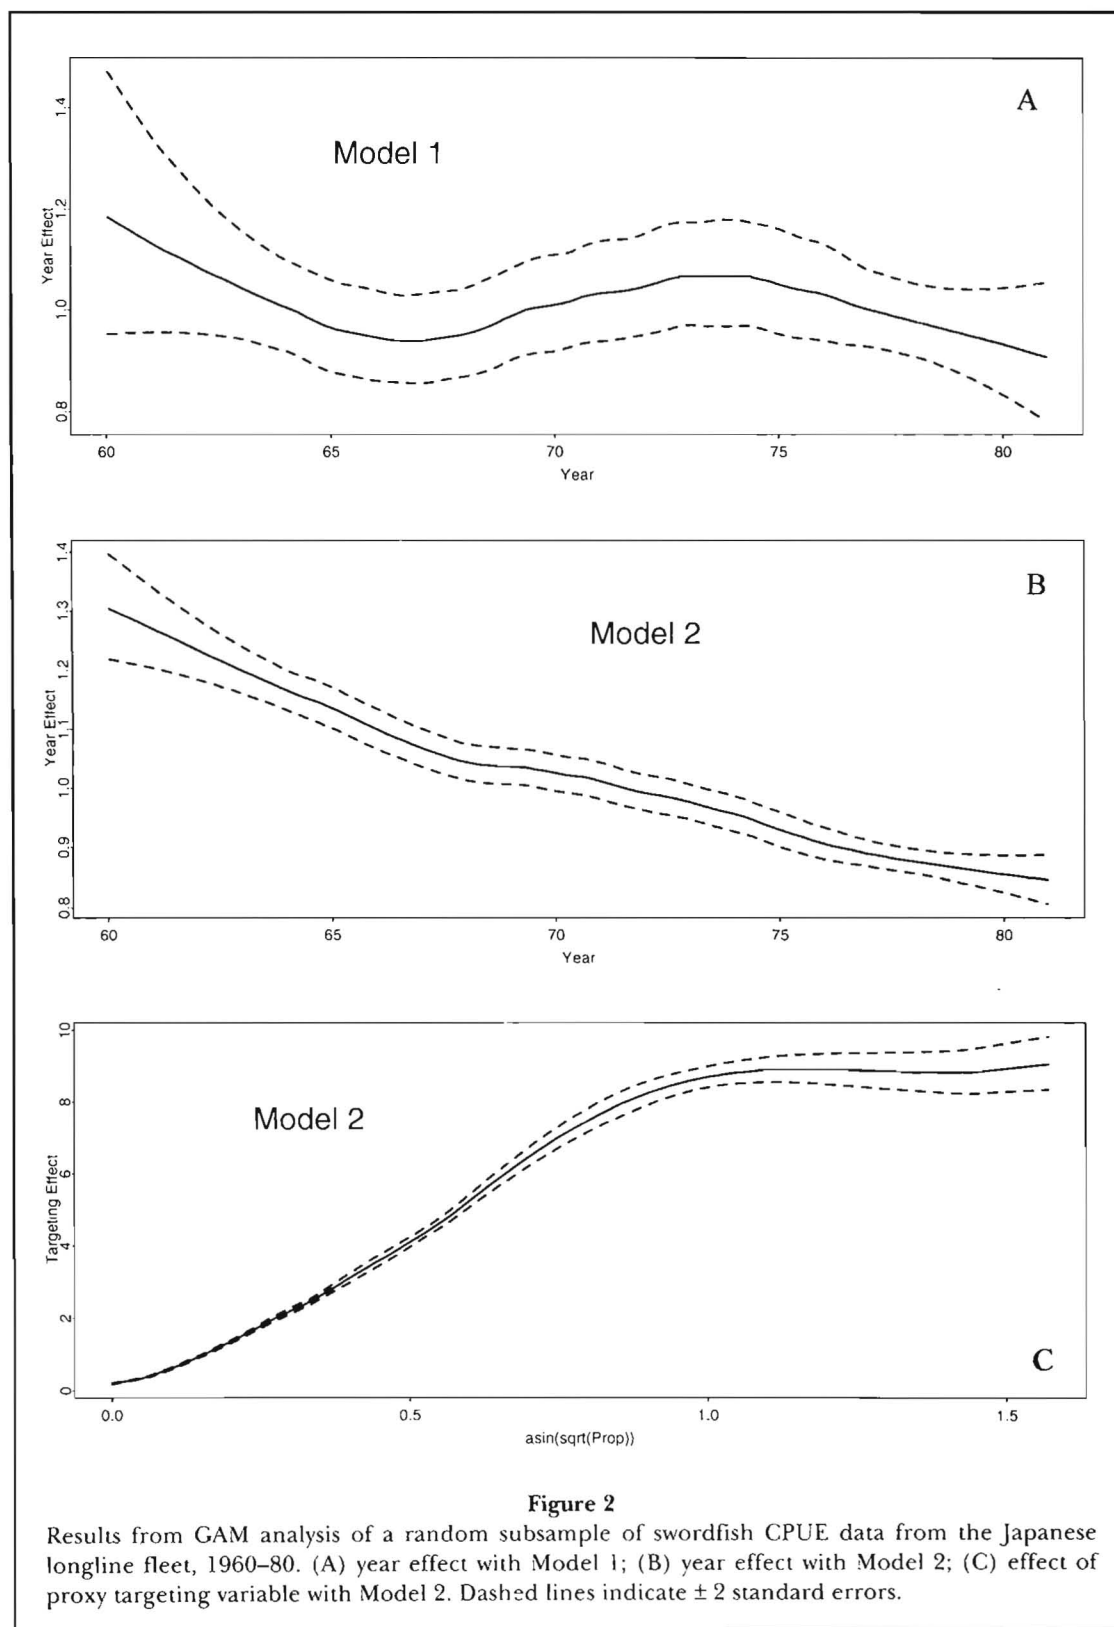 A
Model 1
Year Effect
1.4
1.2
1.0
0.8
60 65 70 75 80
Year
B
Model 2
Year Effect
1.4
1.3
1.2
1.1
1.0
0.9
0.8
60 65 70 75 80
Year
Model 2
C
Targeting Effect
10
8
6
4
2
0
0.0 0.5 1.0 1.5
asin(sqrt(Prop))
Figure 2
Results from GAM analysis of a random subsample of swordfish CPUE data from the Japanese
longline fleet, 1960–80. (A) year effect with Model 1; (B) year effect with Model 2; (C) effect of
proxy targeting variable with Model 2. Dashed lines indicate ± 2 standard errors.